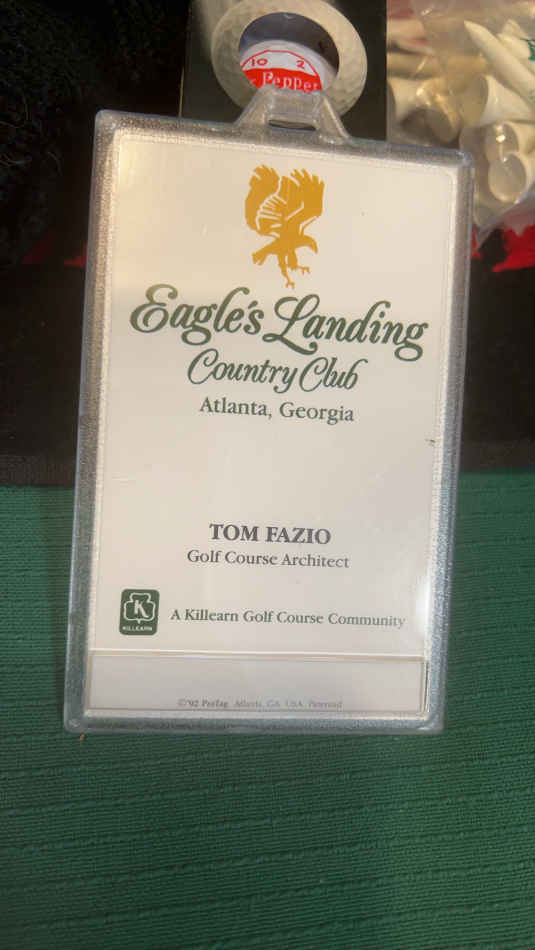 10 2
Pepper
Eagle's Landing
Country Club
Atlanta, Georgia
TOM FAZIO
Golf Course Architect
K
KILLEARN
A Killearn Golf Course Community
©'92 ProTag Atlanta, GA USA Patented